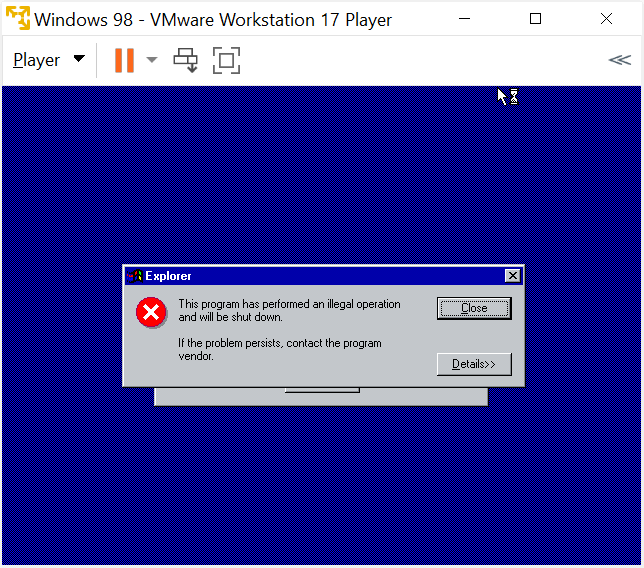 Windows 98 - VMware Workstation 17 Player
Player
Explorer
This program has performed an illegal operation
and will be shut down.
Close
If the problem persists, contact the program
vendor.
Details>>